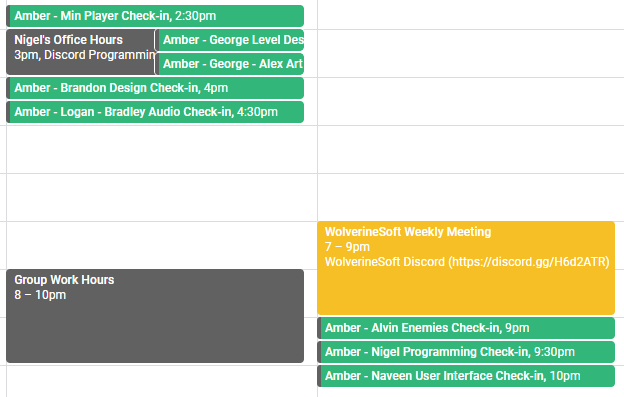 Amber - Min Player Check-in, 2:30pm
Nigel's Office Hours
3pm, Discord Programmin
Amber - George Level Des
Amber - George - Alex Art
Amber - Brandon Design Check-in, 4pm
Amber - Logan - Bradley Audio Check-in, 4:30pm
Group Work Hours
8 – 10pm
WolverineSoft Weekly Meeting
7 – 9pm
WolverineSoft Discord (https://discord.gg/H6d2ATR)
Amber - Alvin Enemies Check-in, 9pm
Amber - Nigel Programming Check-in, 9:30pm
Amber - Naveen User Interface Check-in, 10pm